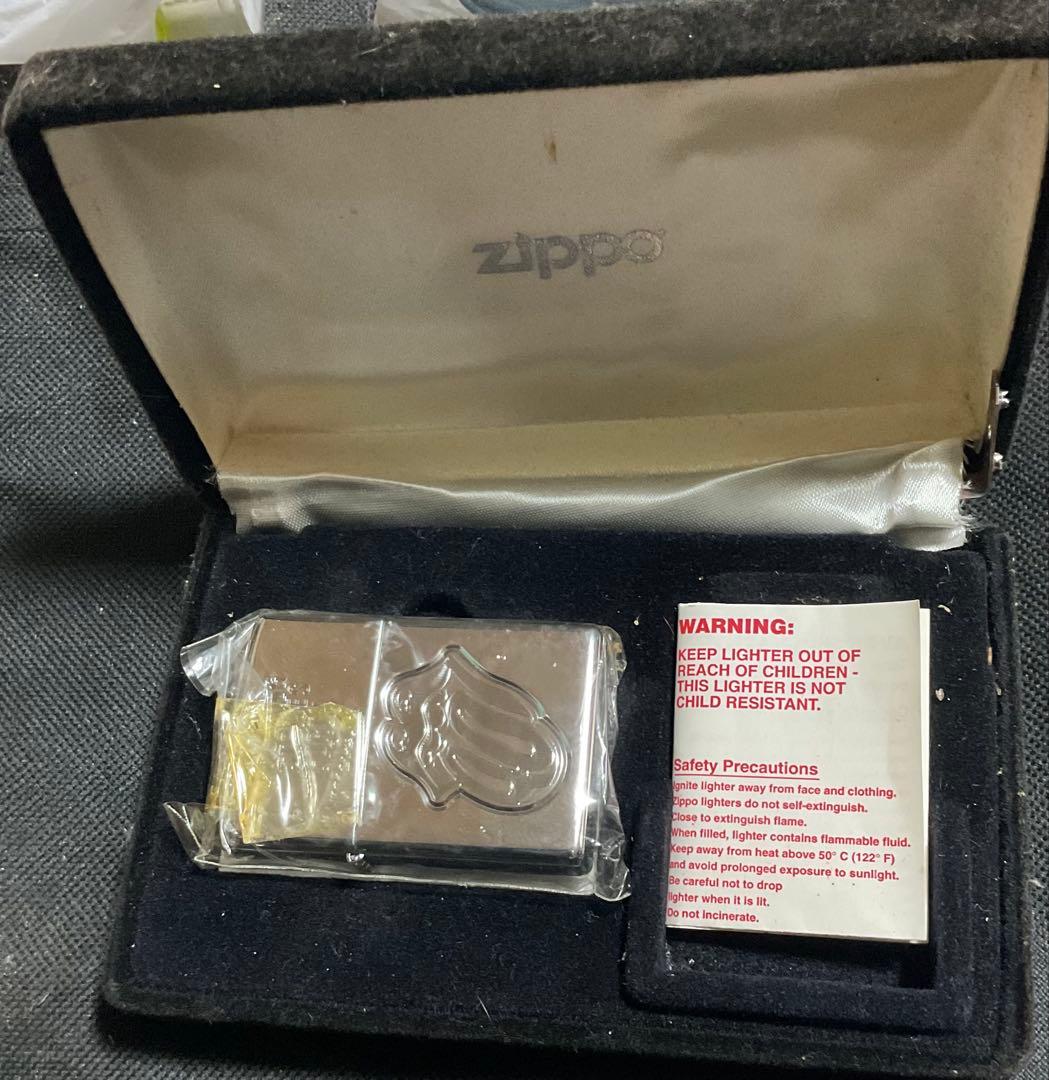 zippo
WARNING:
KEEP LIGHTER OUT OF
REACH OF CHILDREN -
THIS LIGHTER IS NOT
CHILD RESISTANT.
Safety Precautions
Ignite lighter away from face and clothing.
Zippo lighters do not self-extinguish.
Close to extinguish flame.
When filled, lighter contains flammable fluid.
Keep away from heat above 50° C (122° F)
and avoid prolonged exposure to sunlight.
Be careful not to drop
lighter when it is lit.
Do not incinerate.